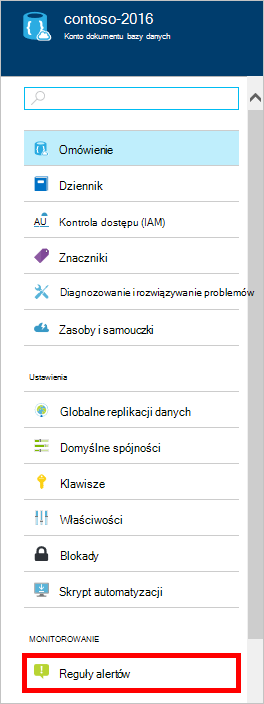 contoso-2016
Konto dokumentu bazy danych
Omówienie
Dziennik
AU
Kontrola dostępu (IAM)
Znaczniki
Diagnozowanie i rozwiązywanie problemów
Zasoby i samouczki
Ustawienia
Globalne replikacji danych
Domyślne spójności
Klawisze
Właściwości
Blokady
Skrypt automatyzacji
MONITOROWANIE
Reguły alertów